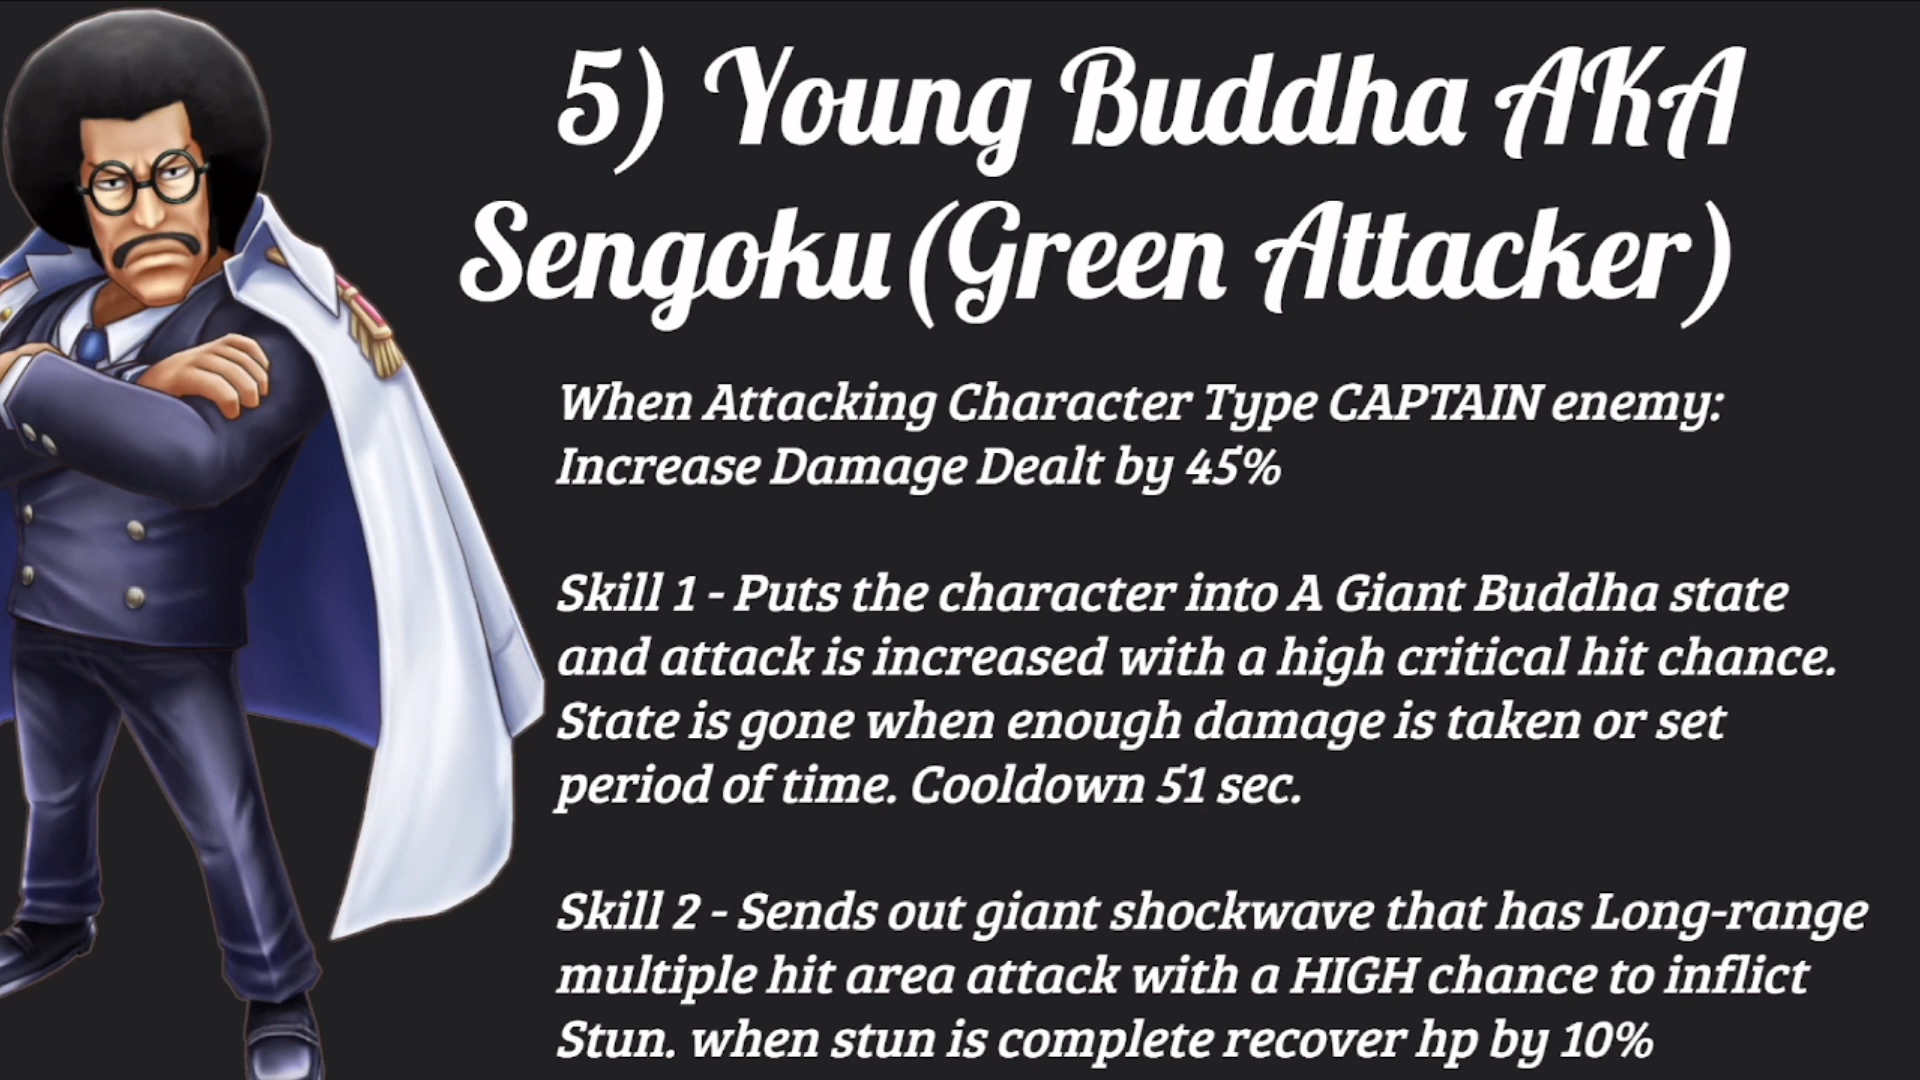 5) Young Buddha AKA
Sengoku(Green Attacker)
When Attacking Character Type CAPTAIN enemy:
Increase Damage Dealt by 45%
Skill 1 - Puts the character into A Giant Buddha state
and attack is increased with a high critical hit chance.
State is gone when enough damage is taken or set
period of time. Cooldown 51 sec.
Skill 2 - Sends out giant shockwave that has Long-range
multiple hit area attack with a HIGH chance to inflict
Stun. when stun is complete recover hp by 10%